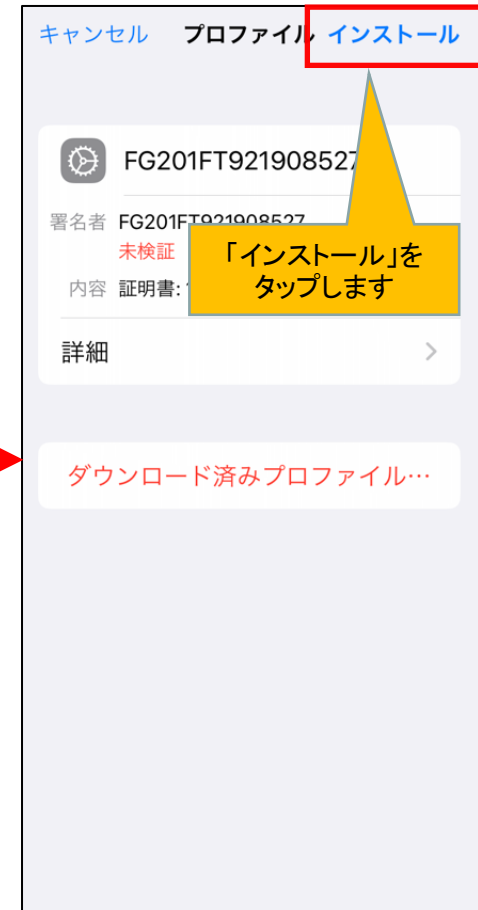 キャンセル プロファイル インストール
FG201FT921908527
署名者 FG201FT921908527
未検証
内容 証明書:
「インストール」を
タップします
詳細
ダウンロード済みプロファイル…